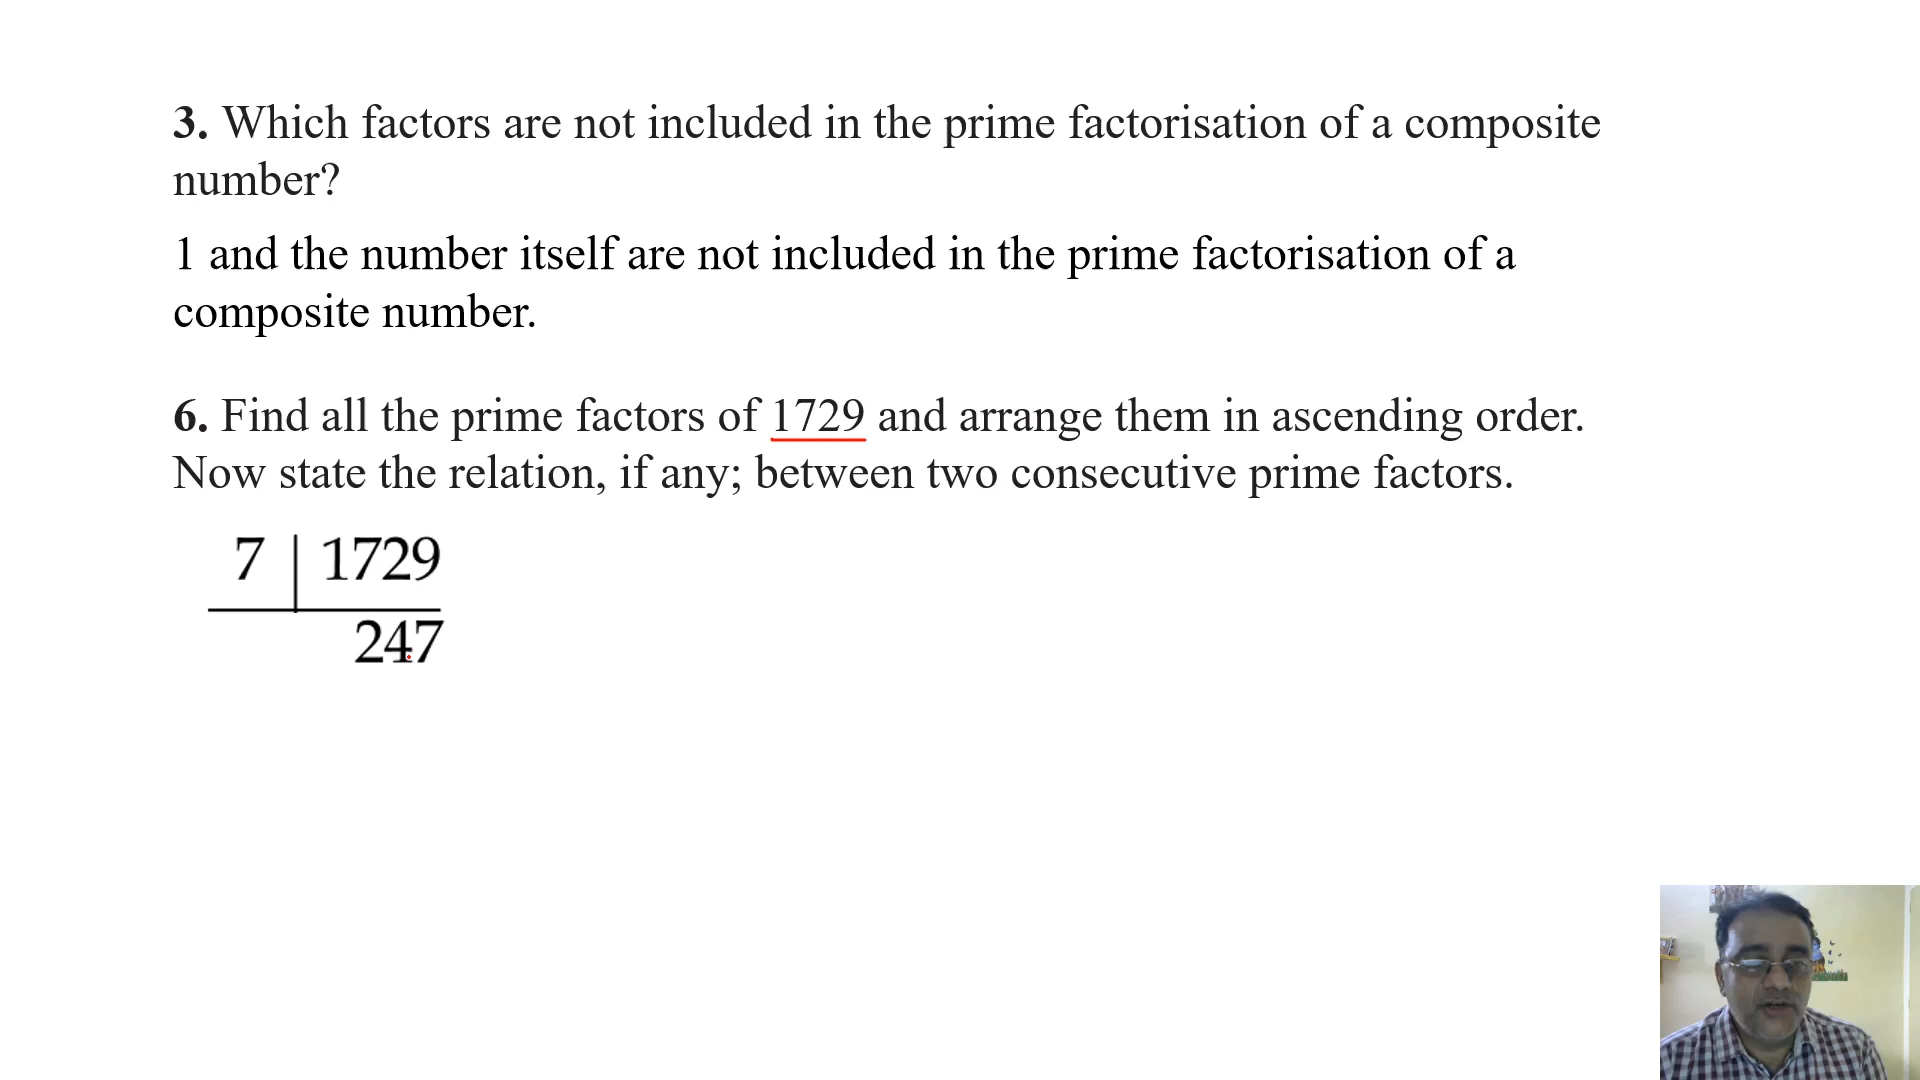 3. Which factors are not included in the prime factorisation of a composite
number?
1 and the number itself are not included in the prime factorisation of a
composite number.
6. Find all the prime factors of 1729 and arrange them in ascending order.
Now state the relation, if any; between two consecutive prime factors.
7 | 1729
247